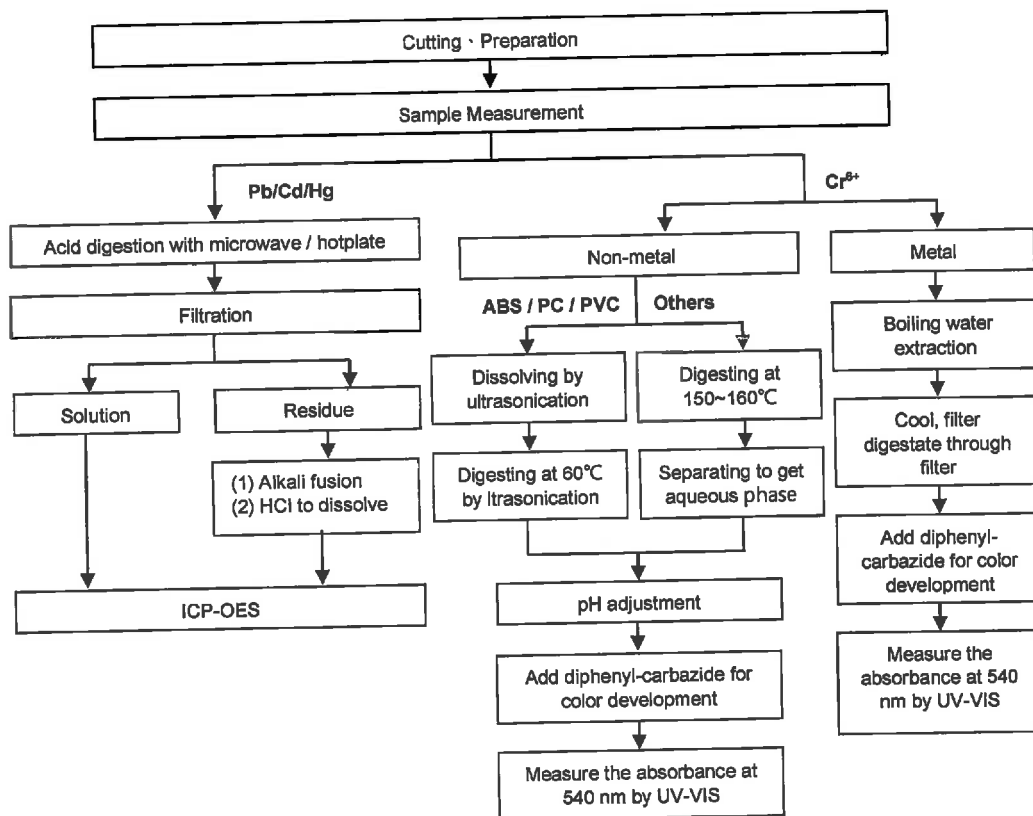 Cutting、Preparation
Sample Measurement
Pb/Cd/Hg
Acid digestion with microwave / hotplate
Filtration
Solution
Residue
(1) Alkali fusion
(2) HCl to dissolve
ICP-OES
Cr⁶⁺
Non-metal
ABS / PC / PVC
Others
Dissolving by
ultrasonication
Digesting at 60℃
by ltrasonication
Digesting at
150~160℃
Separating to get
aqueous phase
pH adjustment
Add diphenyl-carbazide for
color development
Measure the absorbance at
540 nm by UV-VIS
Metal
Boiling water
extraction
Cool, filter
digestate through
filter
Add diphenyl-
carbazide for color
development
Measure the
absorbance at 540
nm by UV-VIS